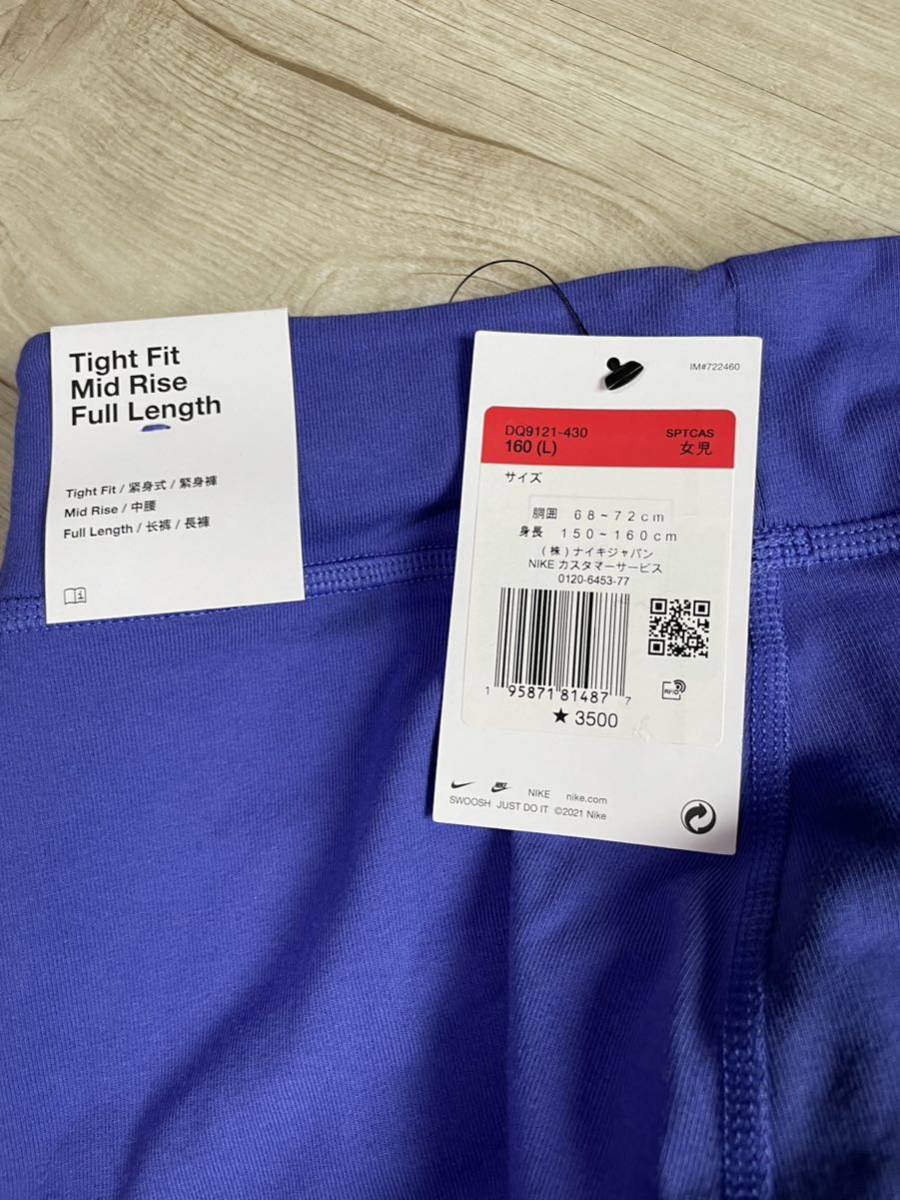 Tight Fit
Mid Rise
Full Length
Tight Fit / 紧身式 / 緊身褲
Mid Rise / 中腰
Full Length / 长裤 / 長褲
IM#722460
DQ9121-430 SPTCAS
160 (L) 女児
サイズ
胴囲 68~72cm
身長 150~160cm
(株)ナイキジャパン
NIKE カスタマーサービス
0120-6453-77
1 95871 81487 7
RFID
★ 3500
NIKE nike.com
SWOOSH JUST DO IT ©2021 Nike